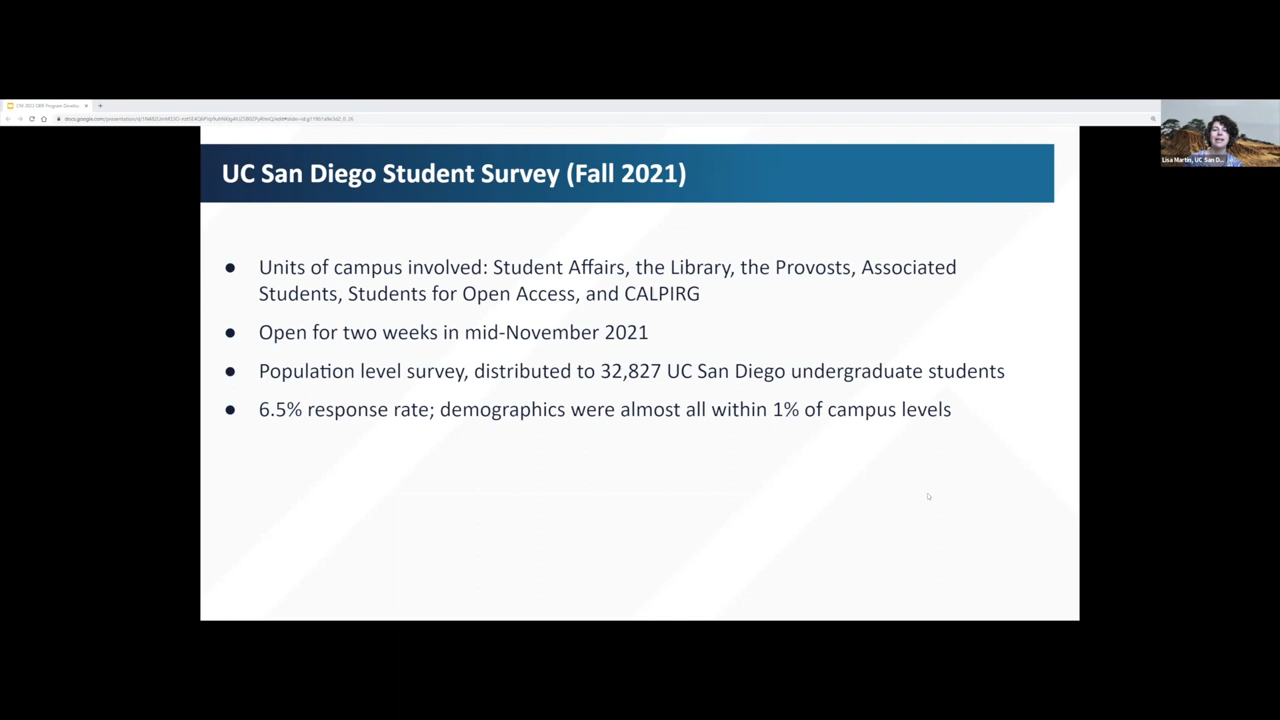 UC San Diego Student Survey (Fall 2021)
● Units of campus involved: Student Affairs, the Library, the Provosts, Associated
Students, Students for Open Access, and CALPIRG
● Open for two weeks in mid-November 2021
● Population level survey, distributed to 32,827 UC San Diego undergraduate students
● 6.5% response rate; demographics were almost all within 1% of campus levels
Lisa Martin, UC San D...